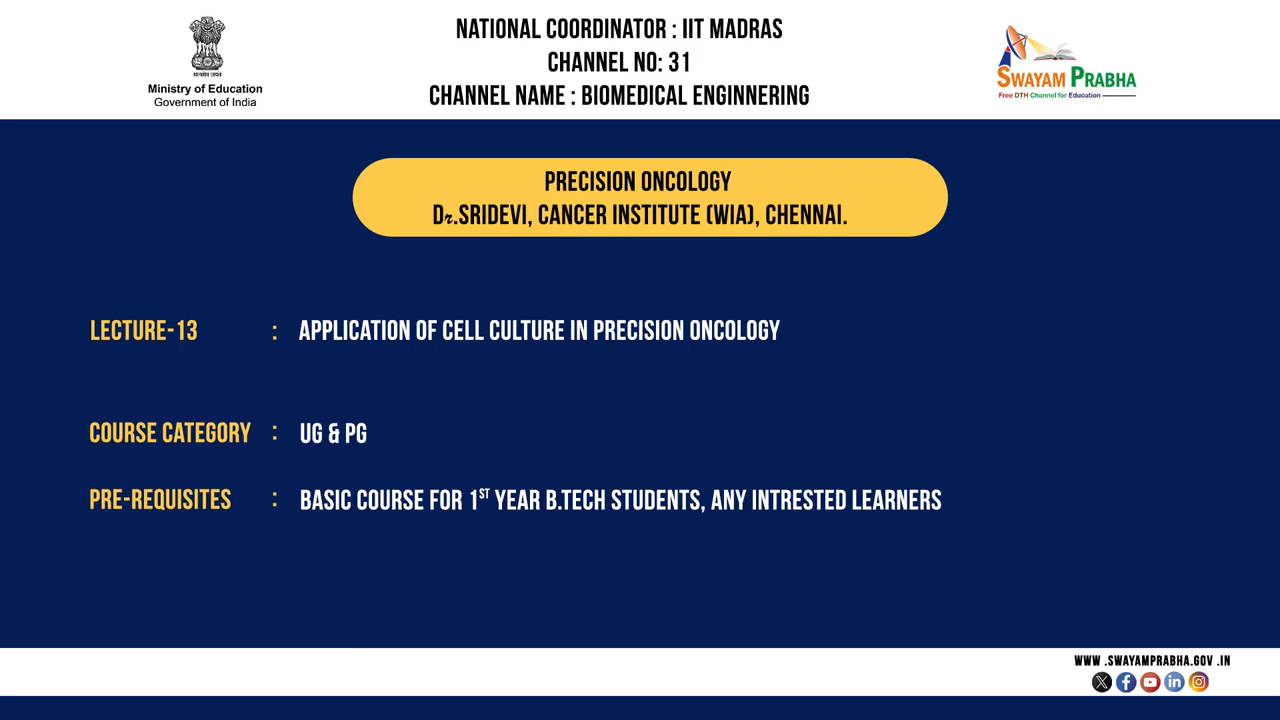 NATIONAL COORDINATOR : IIT MADRAS
CHANNEL NO: 31
CHANNEL NAME : BIOMEDICAL ENGINNERING
सत्यमेव जयते
Ministry of Education
Government of India
SWAYAM PRABHA
Free DTH Channel for Education
PRECISION ONCOLOGY
Dr.SRIDEVI, CANCER INSTITUTE (WIA), CHENNAI.
LECTURE-13 : APPLICATION OF CELL CULTURE IN PRECISION ONCOLOGY
COURSE CATEGORY : UG & PG
PRE-REQUISITES : BASIC COURSE FOR 1ST YEAR B.TECH STUDENTS, ANY INTRESTED LEARNERS
WWW .SWAYAMPRABHA.GOV .IN